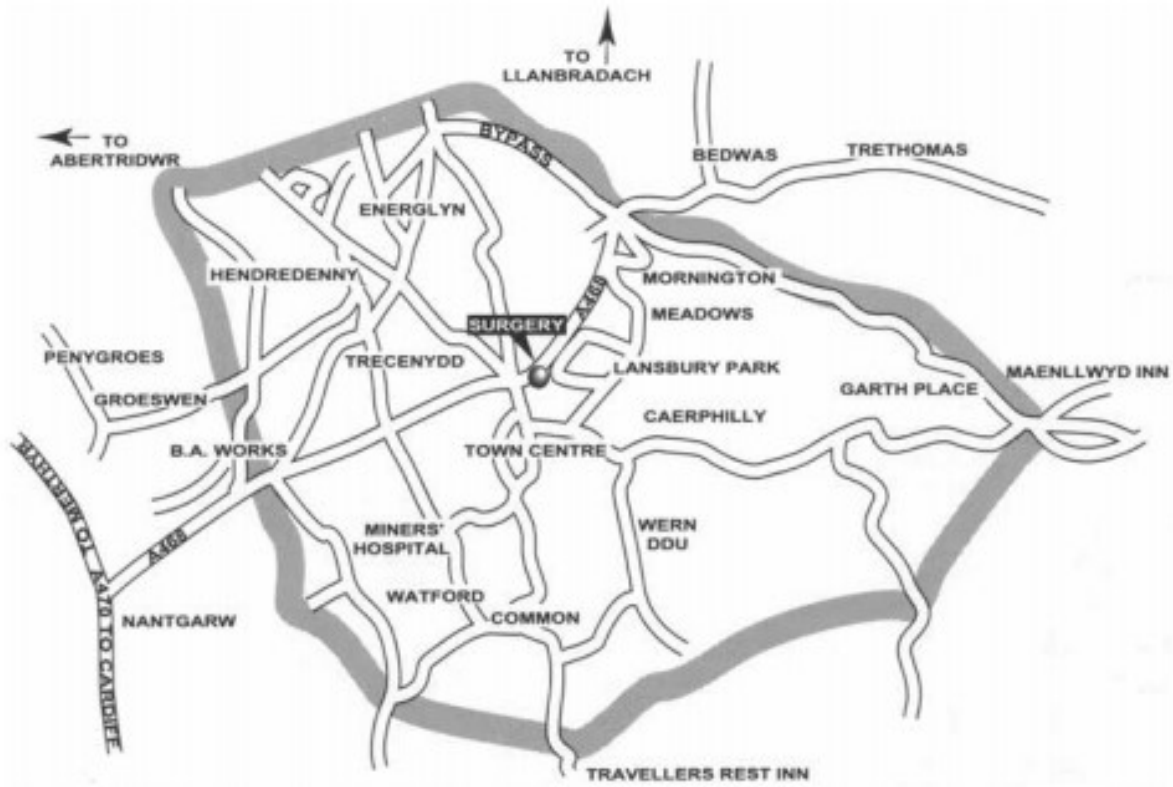 TO
LLANBRADACH
TO
ABERTRIDWR
BYPASS
BEDWAS
TRETHOMAS
ENERGLYN
HENDREDENNY
MORNINGTON
MEADOWS
A468
SURGERY
PENYGROES
TRECENYDD
LANSBURY PARK
MAENLLWYD INN
GROESWEN
GARTH PLACE
CAERPHILLY
B.A. WORKS
TOWN CENTRE
MINERS'
HOSPITAL
WERN
DDU
A468
WATFORD
COMMON
NANTGARW
TO MERTHYR A470 TO CARDIFF
TRAVELLERS REST INN